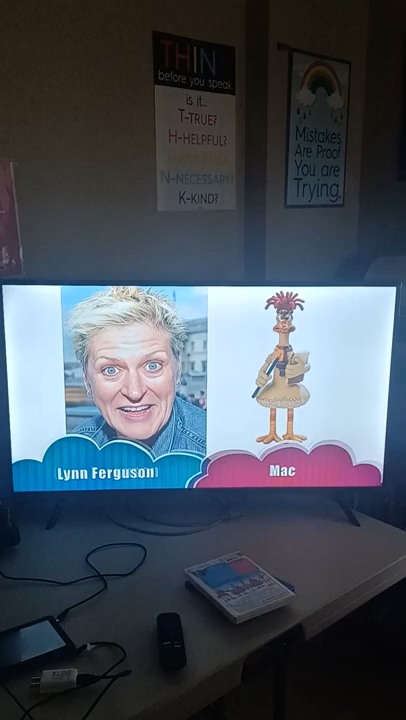 THIN
before you speak
is it...
T-TRUE?
H-HELPFUL?
N-NECESSARY?
K-KIND?
Mistakes
Are Proof
You are
Trying.
Lynn Ferguson
Mac